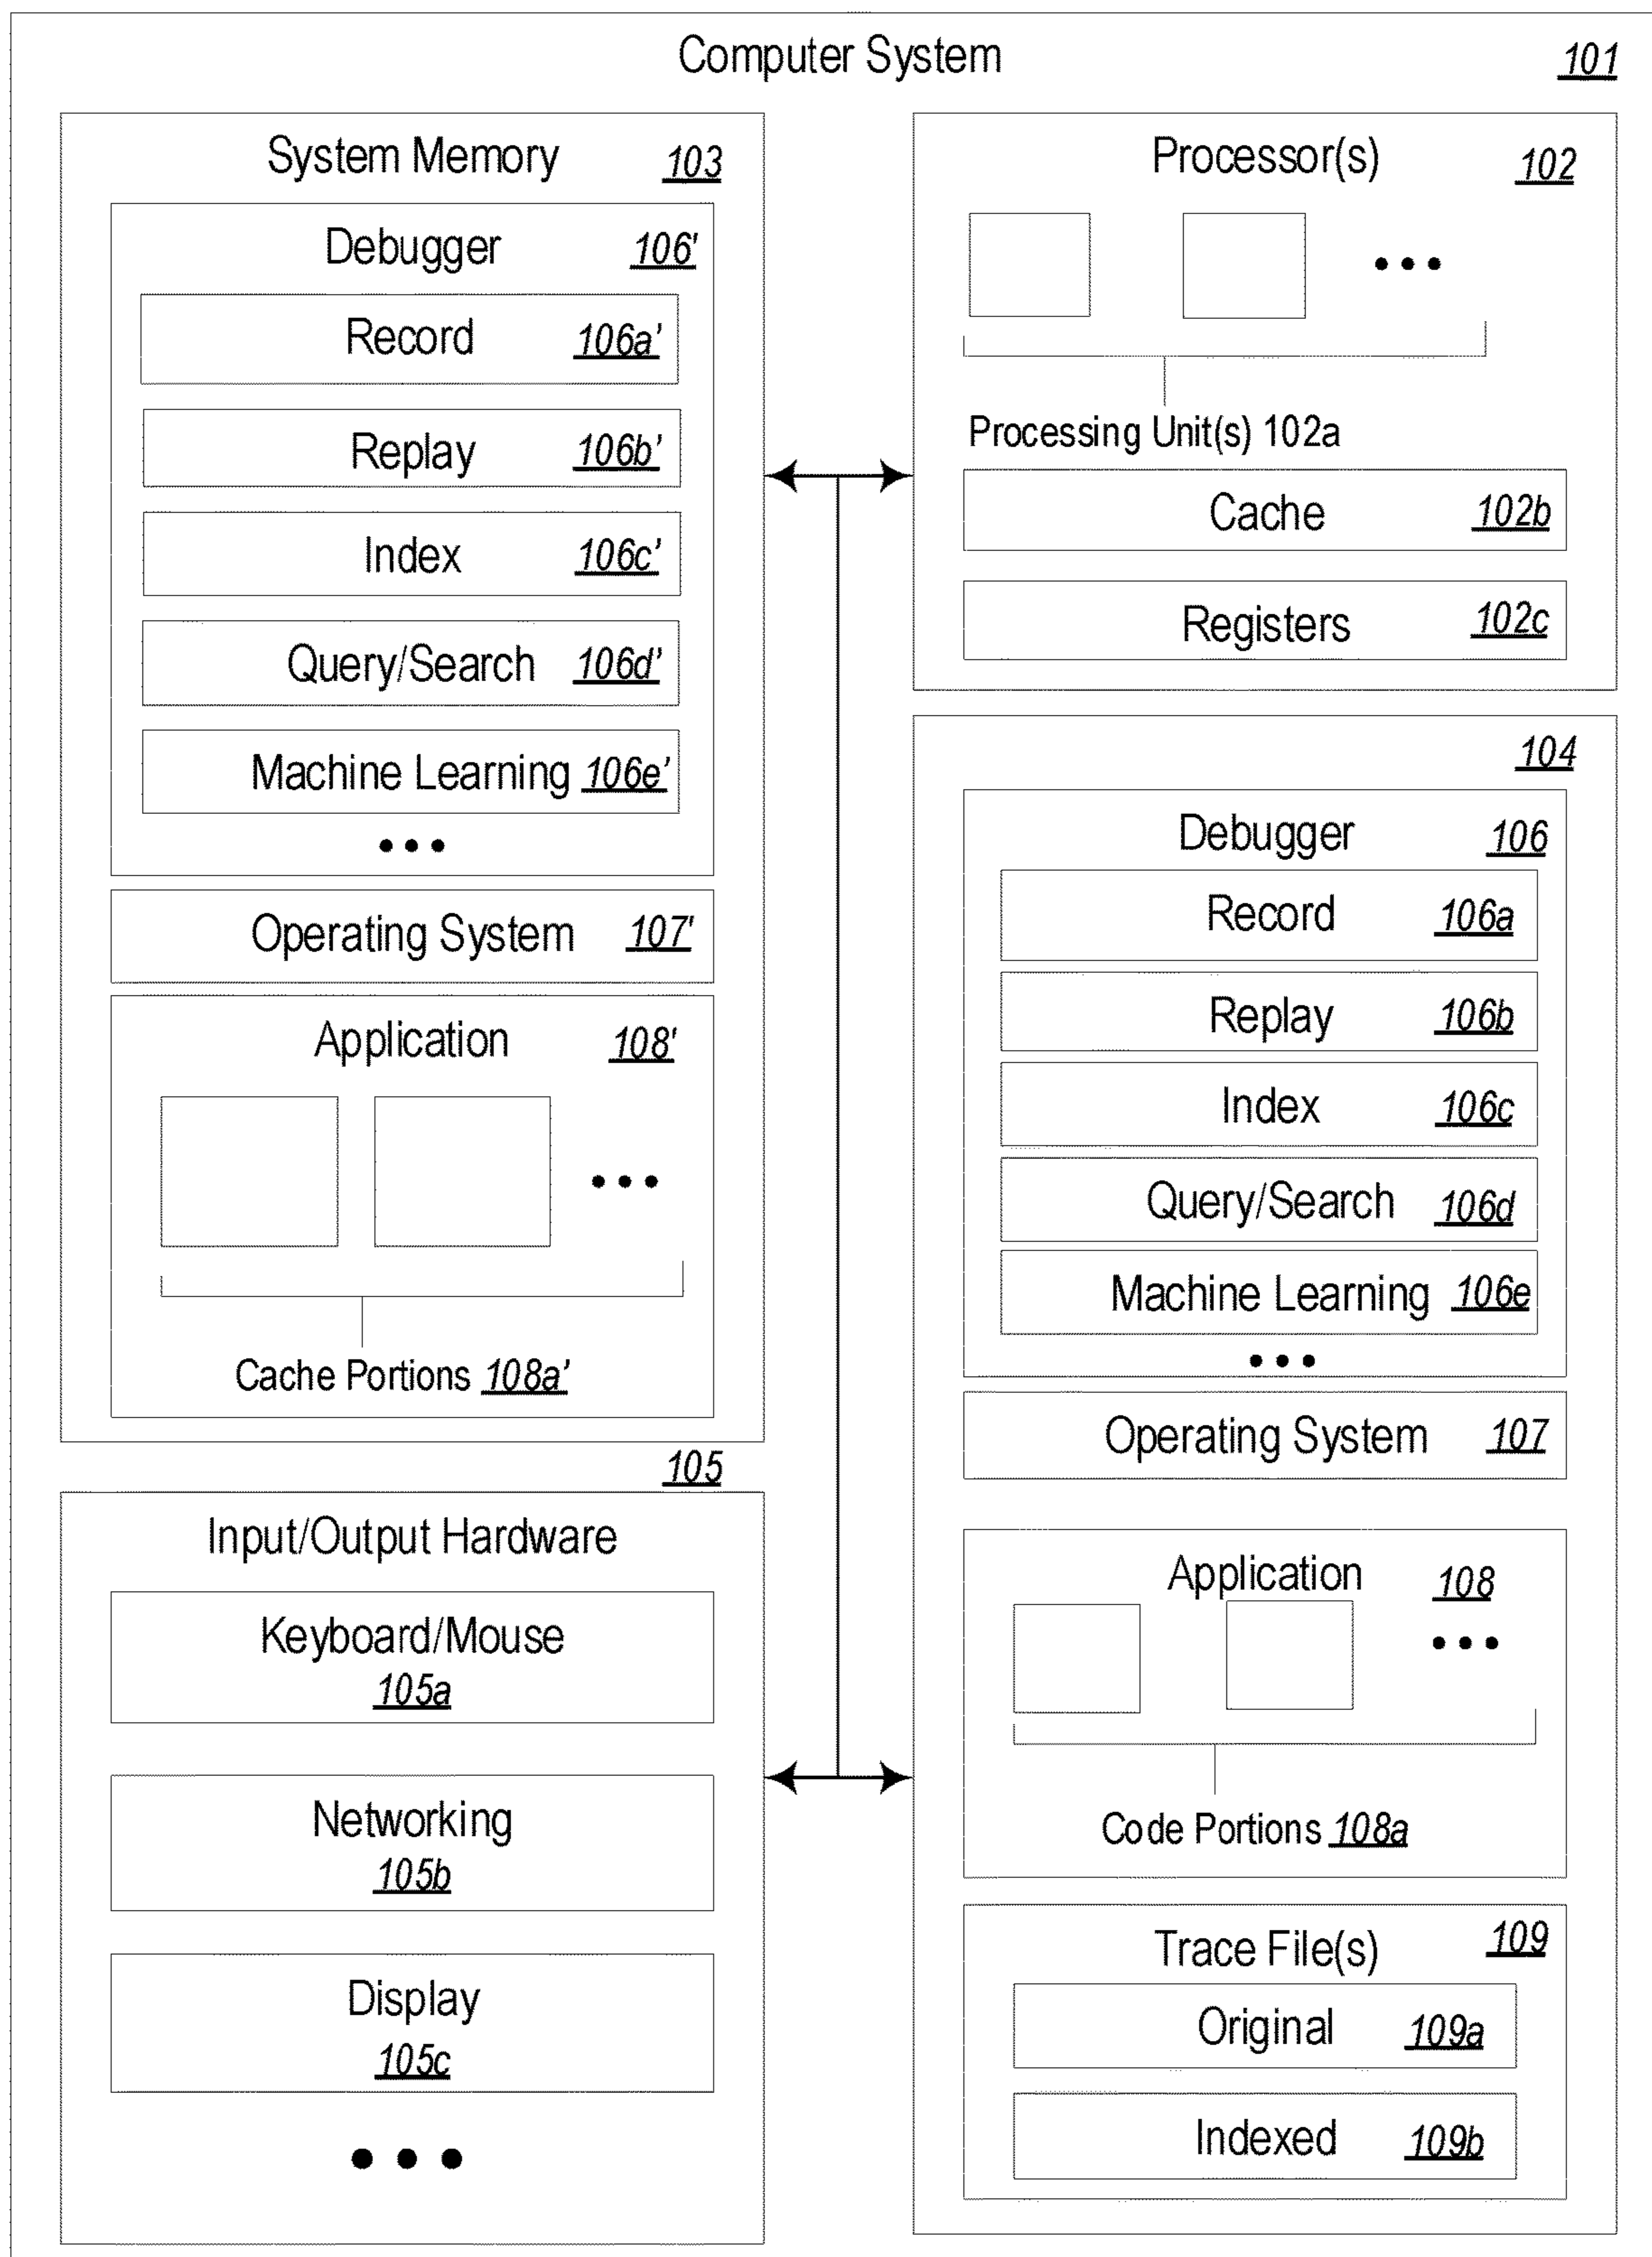 Computer System 101
System Memory 103
Debugger 106'
Record 106a'
Replay 106b'
Index 106c'
Query/Search 106d'
Machine Learning 106e'
•••
Operating System 107'
Application 108'
•••
Cache Portions 108a'
105
Input/Output Hardware
Keyboard/Mouse
105a
Networking
105b
Display
105c
•••
Processor(s) 102
•••
Processing Unit(s) 102a
Cache 102b
Registers 102c
104
Debugger 106
Record 106a
Replay 106b
Index 106c
Query/Search 106d
Machine Learning 106e
•••
Operating System 107
Application 108
•••
Code Portions 108a
Trace File(s) 109
Original 109a
Indexed 109b